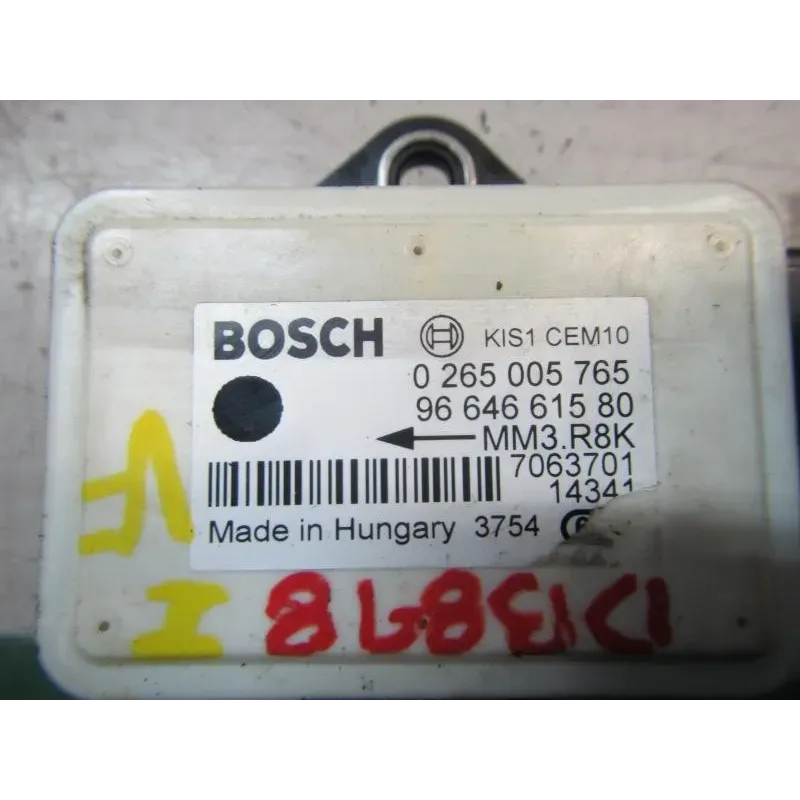 BOSCH KIS1 CEM10
0 265 005 765
96 646 615 80
MM3.R8K
7063701
14341
Made in Hungary 3754